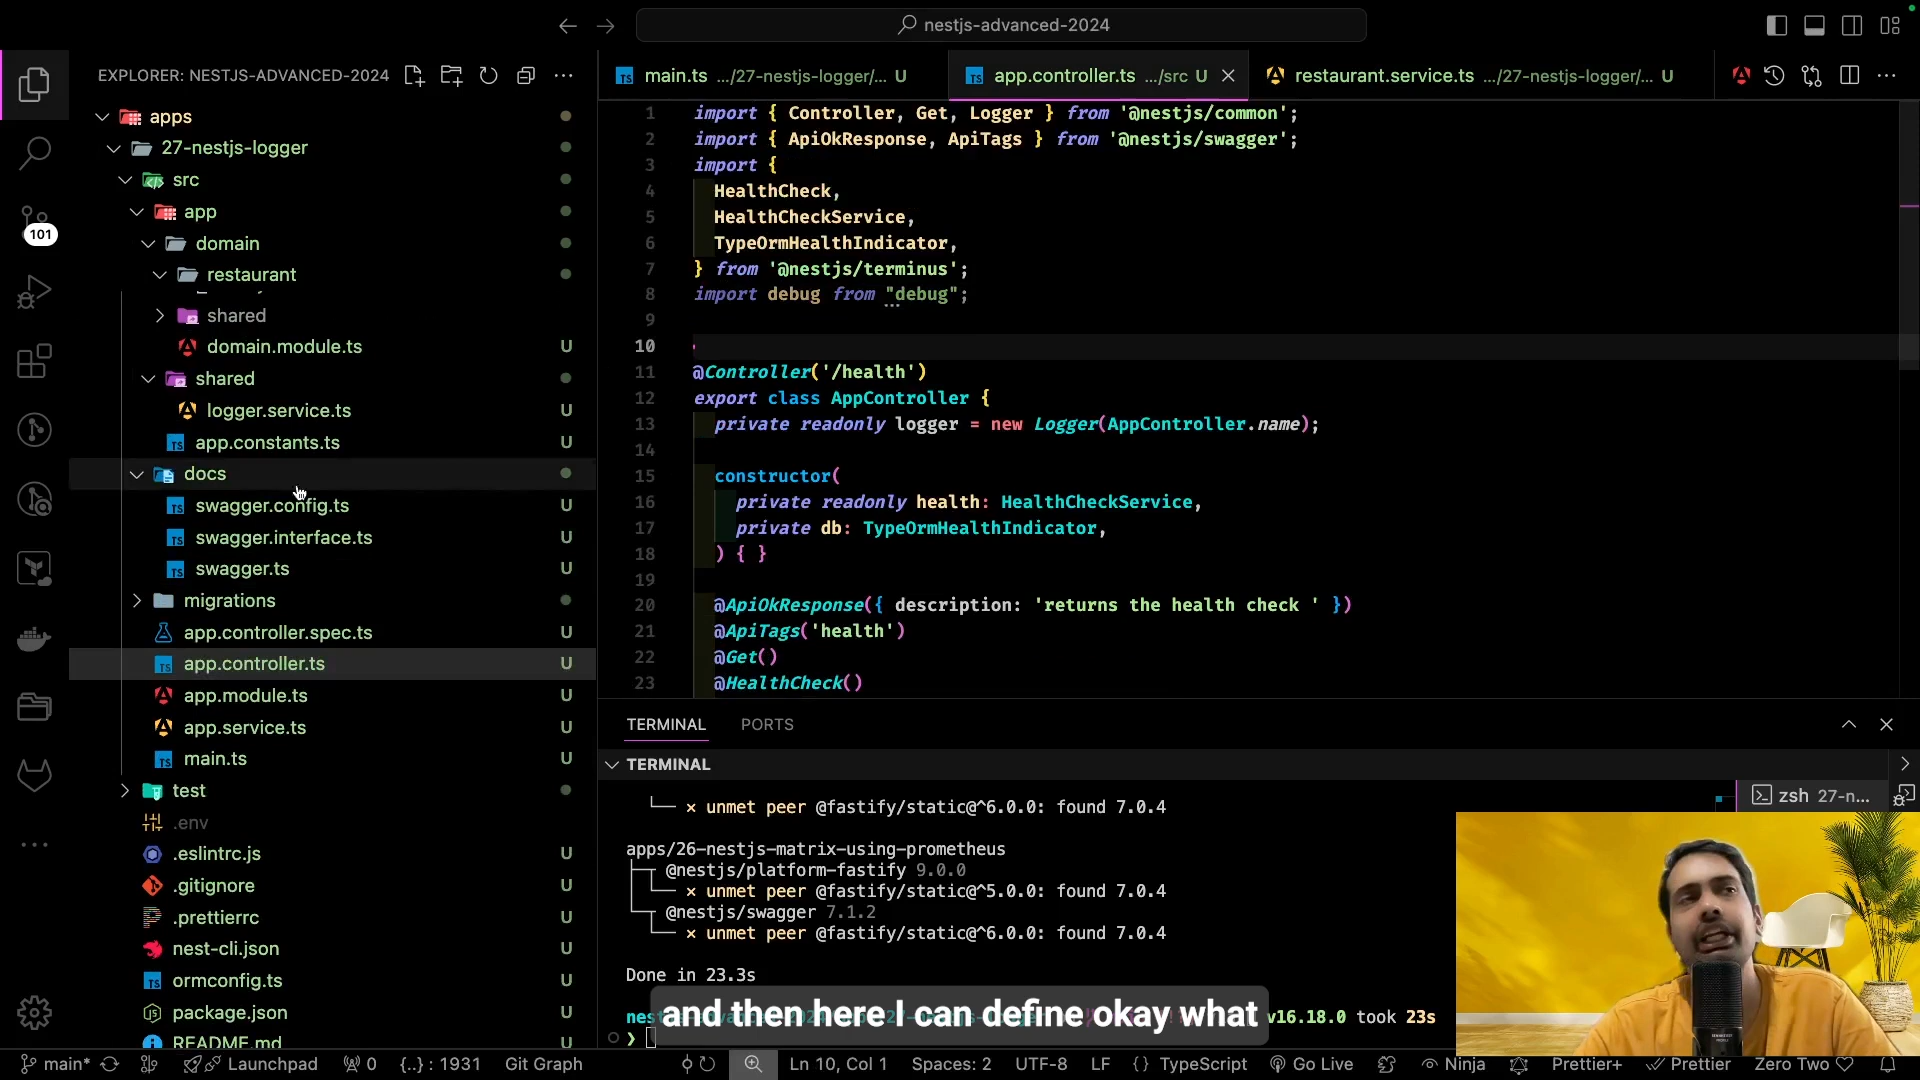 nestjs-advanced-2024
EXPLORER: NESTJS-ADVANCED-2024
apps
27-nestjs-logger
src
app
domain
restaurant
shared
domain.module.ts U
shared
logger.service.ts U
app.constants.ts U
docs
swagger.config.ts U
swagger.interface.ts U
swagger.ts U
migrations
app.controller.spec.ts U
app.controller.ts U
app.module.ts U
app.service.ts U
main.ts U
test
.env
.eslintrc.js U
.gitignore U
.prettierrc U
nest-cli.json U
ormconfig.ts U
package.json U
README.md U
101
main.ts .../27-nestjs-logger/... U
app.controller.ts .../src U
restaurant.service.ts .../27-nestjs-logger/... U
1 import { Controller, Get, Logger } from '@nestjs/common';
2 import { ApiOkResponse, ApiTags } from '@nestjs/swagger';
3 import {
4 HealthCheck,
5 HealthCheckService,
6 TypeOrmHealthIndicator,
7 } from '@nestjs/terminus';
8 import debug from "debug";
9
10
11 @Controller('/health')
12 export class AppController {
13 private readonly logger = new Logger(AppController.name);
14
15 constructor(
16 private readonly health: HealthCheckService,
17 private db: TypeOrmHealthIndicator,
18 ) { }
19
20 @ApiOkResponse({ description: 'returns the health check ' })
21 @ApiTags('health')
22 @Get()
23 @HealthCheck()
TERMINAL PORTS
TERMINAL
zsh 27-n...
└── × unmet peer @fastify/static@^6.0.0: found 7.0.4
apps/26-nestjs-matrix-using-prometheus
├─┬ @nestjs/platform-fastify 9.0.0
│ └── × unmet peer @fastify/static@^5.0.0: found 7.0.4
└─┬ @nestjs/swagger 7.1.2
└── × unmet peer @fastify/static@^6.0.0: found 7.0.4
Done in 23.3s
v16.18.0 took 23s
❯
and then here I can define okay what
main* Launchpad 0 {..} : 1931 Git Graph Ln 10, Col 1 Spaces: 2 UTF-8 LF {} TypeScript Go Live Ninja Prettier+ Prettier Zero Two